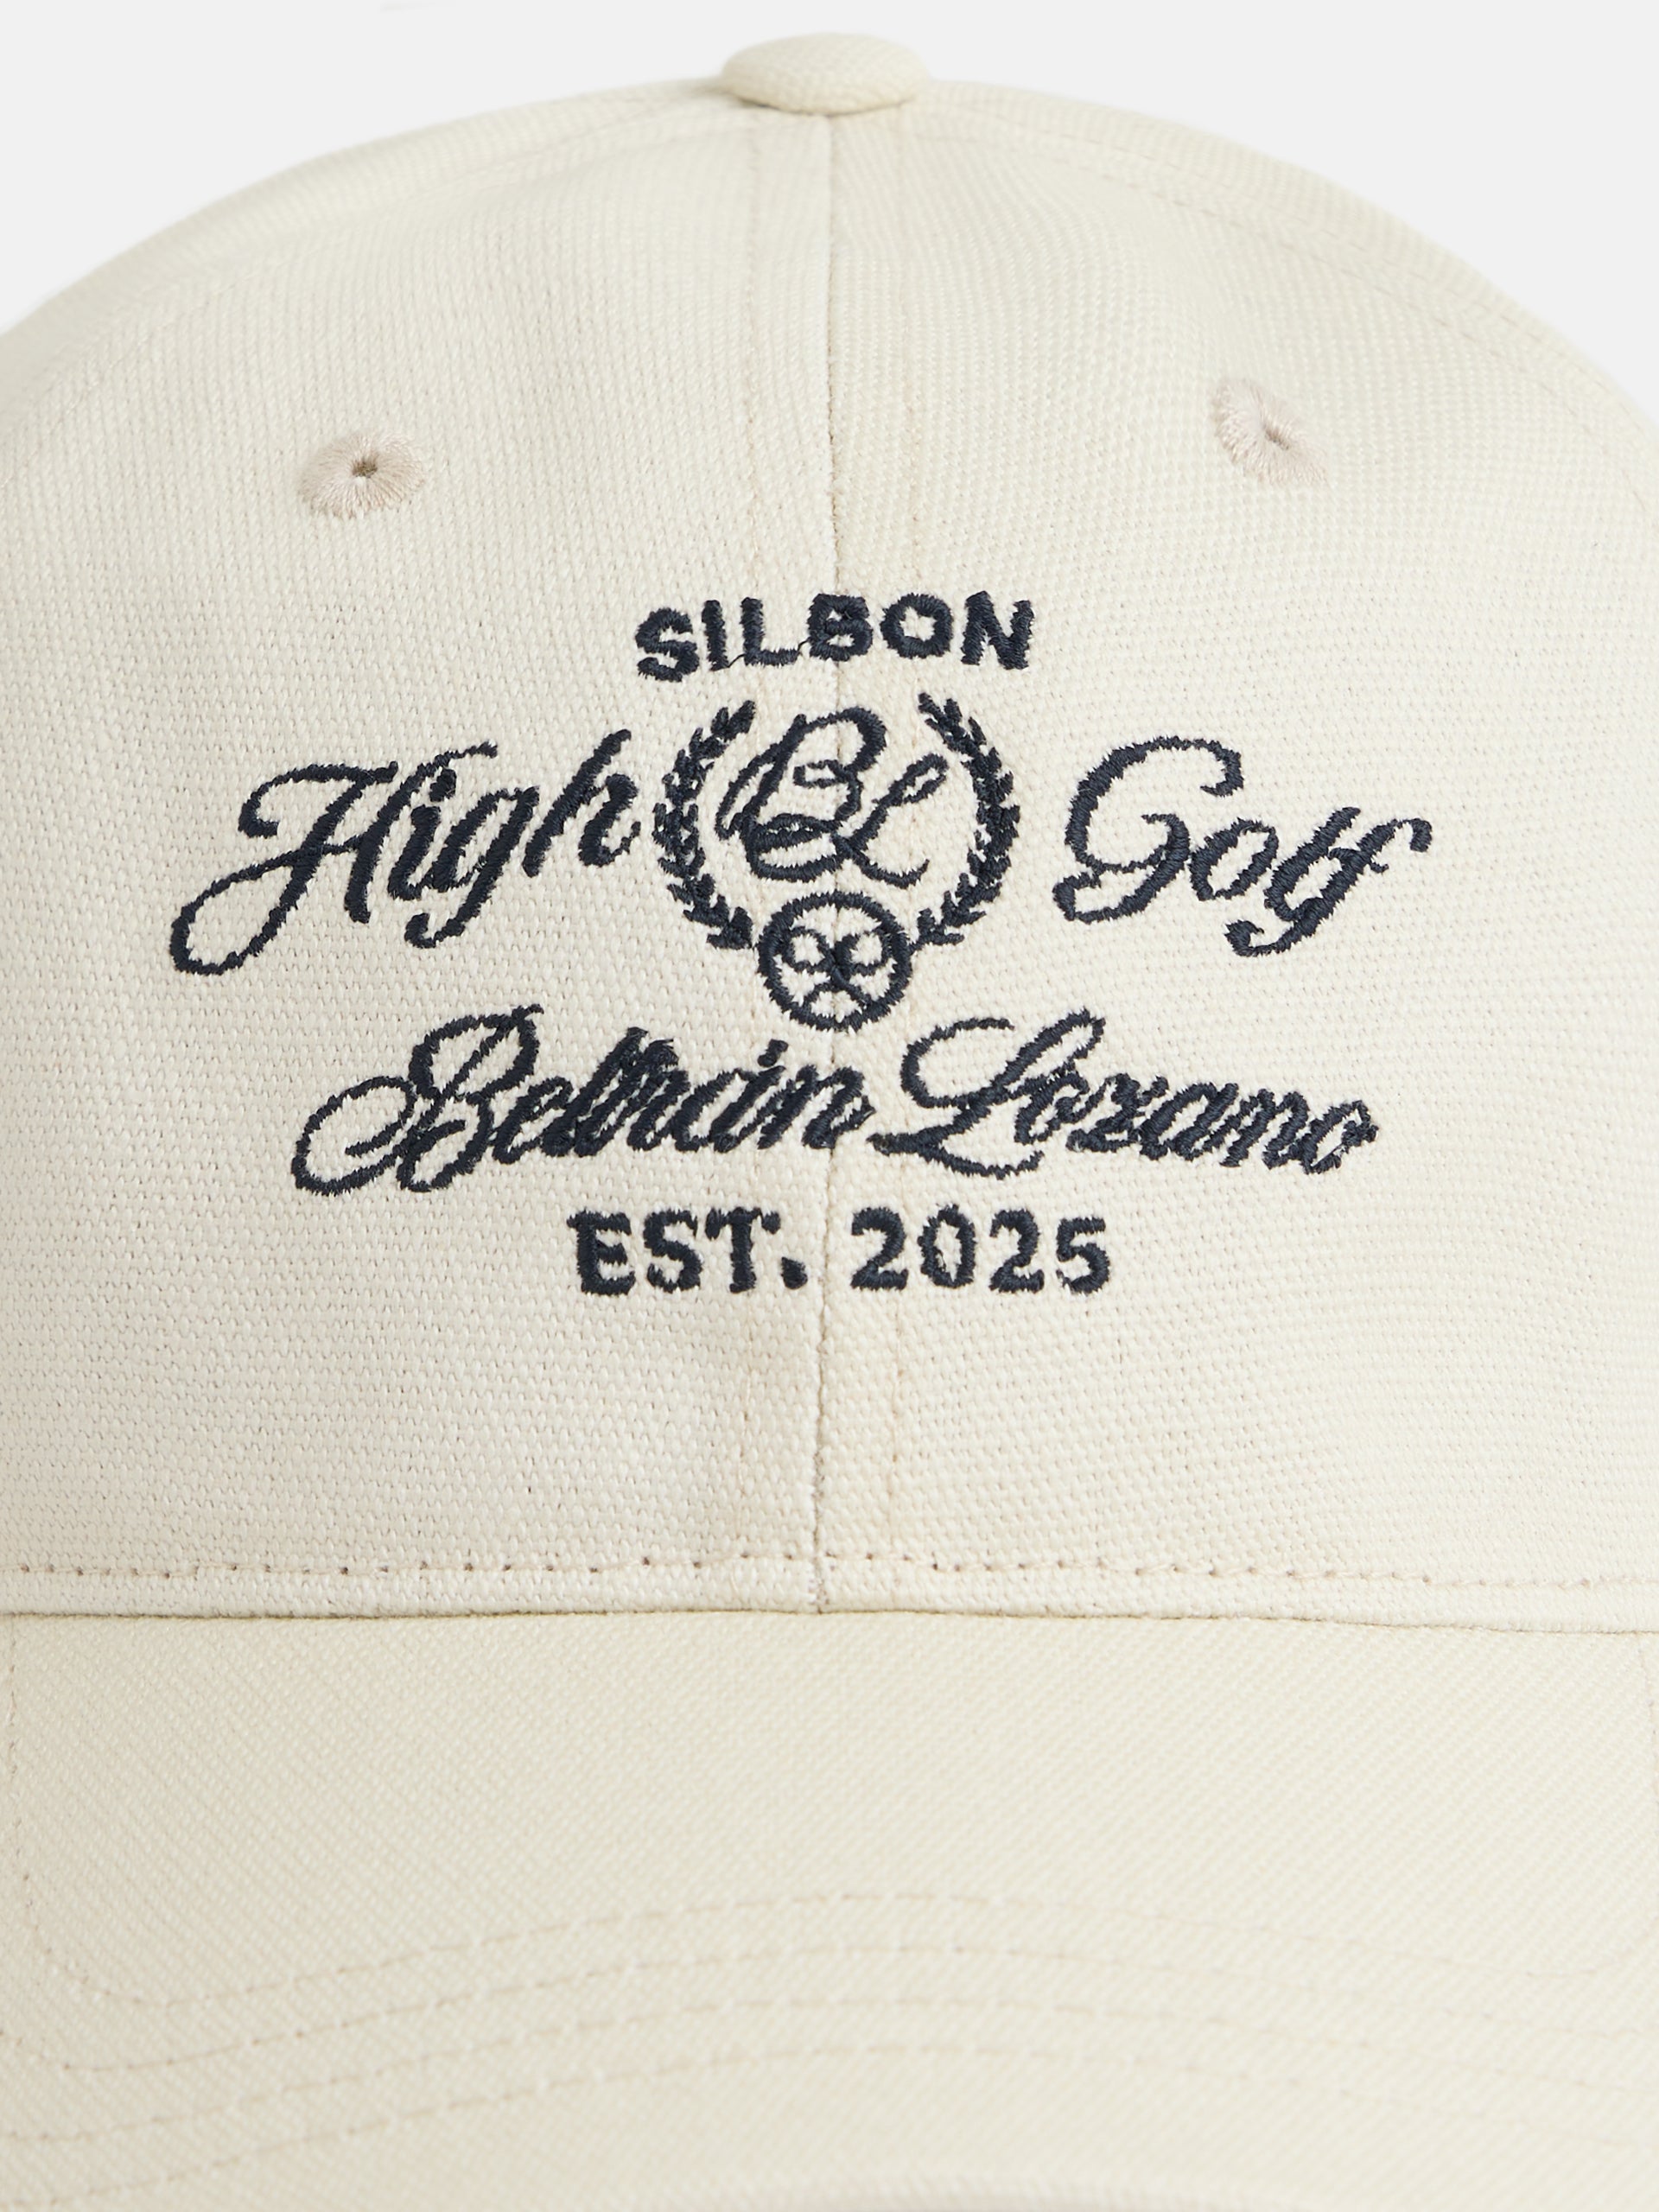 SILBON
High BL Golf
Beltrán Lozano
EST. 2025